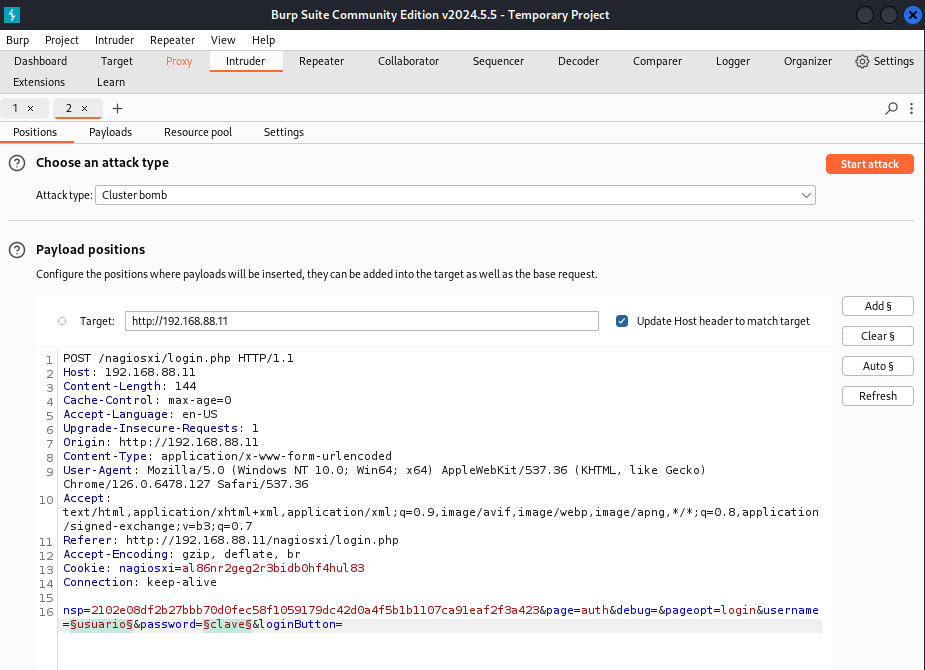 Burp Suite Community Edition v2024.5.5 - Temporary Project
Burp Project Intruder Repeater View Help
Dashboard Target Proxy Intruder Repeater Collaborator Sequencer Decoder Comparer Logger Organizer Settings
Extensions Learn
1 × 2 × +
Positions Payloads Resource pool Settings
? Choose an attack type
Start attack
Attack type: Cluster bomb
? Payload positions
Configure the positions where payloads will be inserted, they can be added into the target as well as the base request.
Add §
Target: http://192.168.88.11 Update Host header to match target
Clear §
Auto §
Refresh
1 POST /nagiosxi/login.php HTTP/1.1
2 Host: 192.168.88.11
3 Content-Length: 144
4 Cache-Control: max-age=0
5 Accept-Language: en-US
6 Upgrade-Insecure-Requests: 1
7 Origin: http://192.168.88.11
8 Content-Type: application/x-www-form-urlencoded
9 User-Agent: Mozilla/5.0 (Windows NT 10.0; Win64; x64) AppleWebKit/537.36 (KHTML, like Gecko)
Chrome/126.0.6478.127 Safari/537.36
10 Accept:
text/html,application/xhtml+xml,application/xml;q=0.9,image/avif,image/webp,image/apng,*/*;q=0.8,application
/signed-exchange;v=b3;q=0.7
11 Referer: http://192.168.88.11/nagiosxi/login.php
12 Accept-Encoding: gzip, deflate, br
13 Cookie: nagiosxi=al86nr2geg2r3bidb0hf4hul83
14 Connection: keep-alive
15
16 nsp=2102e08df2b27bbb70d0fec58f1059179dc42d0a4f5b1b1107ca91eaf2f3a423&page=auth&debug=&pageopt=login&username
=§usuario§&password=§clave§&loginButton=